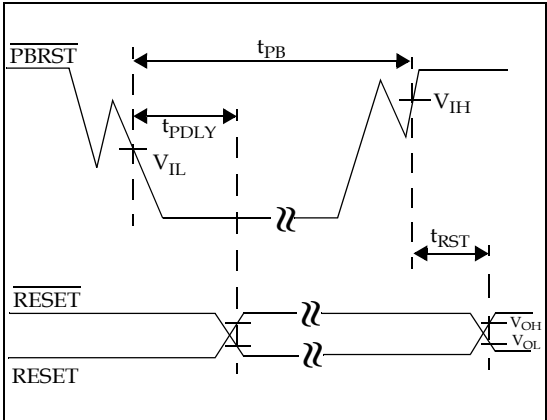 PBRST
tPB
VIH
tPDLY
VIL
tRST
RESET
VOH
VOL
RESET